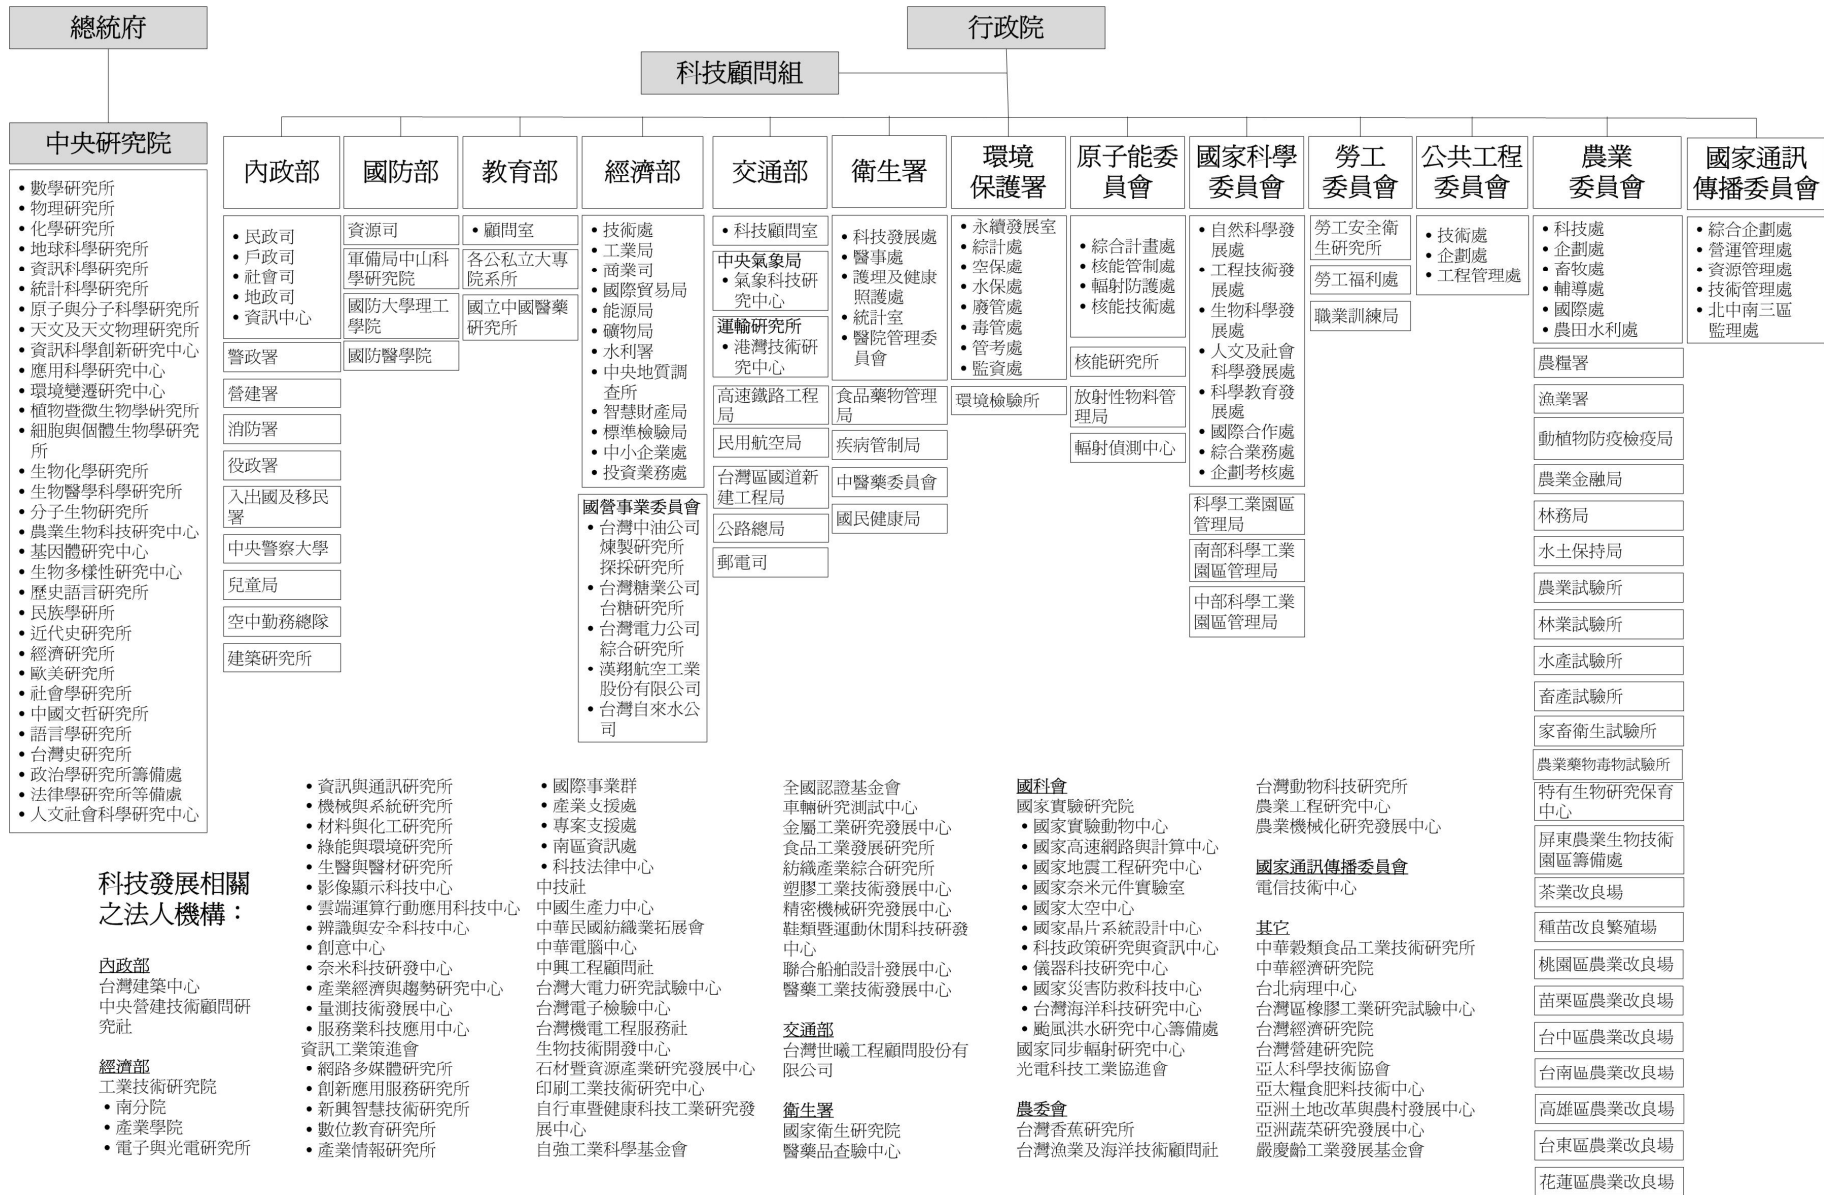 總統府
行政院
科技顧問組
中央研究院
• 數學研究所
• 物理研究所
• 化學研究所
• 地球科學研究所
• 資訊科學研究所
• 統計科學研究所
• 原子與分子科學研究所
• 天文及天文物理研究所
• 資訊科學創新研究中心
• 應用科學研究中心
• 環境變遷研究中心
• 植物暨微生物學研究所
• 細胞與個體生物學研究
所
• 生物化學研究所
• 生物醫學科學研究所
• 分子生物研究所
• 農業生物科技研究中心
• 基因體研究中心
• 生物多樣性研究中心
• 歷史語言研究所
• 民族學研所
• 近代史研究所
• 經濟研究所
• 歐美研究所
• 社會學研究所
• 中國文哲研究所
• 語言學研究所
• 台灣史研究所
• 政治學研究所籌備處
• 法律學研究所等備處
• 人文社會科學研究中心
內政部
• 民政司
• 戶政司
• 社會司
• 地政司
• 資訊中心
警政署
營建署
消防署
役政署
入出國及移民
署
中央警察大學
兒童局
空中勤務總隊
建築研究所
國防部
資源司
軍備局中山科
學研究院
國防大學理工
學院
國防醫學院
教育部
• 顧問室
各公私立大專
院系所
國立中國醫藥
研究所
經濟部
• 技術處
• 工業局
• 商業司
• 國際貿易局
• 能源局
• 礦物局
• 水利署
• 中央地質調
查所
• 智慧財產局
• 標準檢驗局
• 中小企業處
• 投資業務處
國營事業委員會
• 台灣中油公司
煉製研究所
探採研究所
• 台灣糖業公司
台糖研究所
• 台灣電力公司
綜合研究所
• 漢翔航空工業
股份有限公司
• 台灣自來水公
司
交通部
• 科技顧問室
中央氣象局
• 氣象科技研
究中心
運輸研究所
• 港灣技術研
究中心
高速鐵路工程
局
民用航空局
台灣區國道新
建工程局
公路總局
郵電司
衛生署
• 科技發展處
• 醫事處
• 護理及健康
照護處
• 統計室
• 醫院管理委
員會
食品藥物管理
局
疾病管制局
中醫藥委員會
國民健康局
環境
保護署
• 永續發展室
• 綜計處
• 空保處
• 水保處
• 廢管處
• 毒管處
• 管考處
• 監資處
環境檢驗所
原子能委
員會
• 綜合計畫處
• 核能管制處
• 輻射防護處
• 核能技術處
核能研究所
放射性物料管
理局
輻射偵測中心
國家科學
委員會
• 自然科學發
展處
• 工程技術發
展處
• 生物科學發
展處
• 人文及社會
科學發展處
• 科學教育發
展處
• 國際合作處
• 綜合業務處
• 企劃考核處
科學工業園區
管理局
南部科學工業
園區管理局
中部科學工業
園區管理局
勞工
委員會
勞工安全衛
生研究所
勞工福利處
職業訓練局
公共工程
委員會
• 技術處
• 企劃處
• 工程管理處
農業
委員會
• 科技處
• 企劃處
• 畜牧處
• 輔導處
• 國際處
• 農田水利處
農糧署
漁業署
動植物防疫檢疫局
農業金融局
林務局
水土保持局
農業試驗所
林業試驗所
水產試驗所
畜產試驗所
家畜衛生試驗所
農業藥物毒物試驗所
特有生物研究保育
中心
屏東農業生物技術
園區籌備處
茶業改良場
種苗改良繁殖場
桃園區農業改良場
苗栗區農業改良場
台中區農業改良場
台南區農業改良場
高雄區農業改良場
台東區農業改良場
花蓮區農業改良場
國家通訊
傳播委員會
• 綜合企劃處
• 營運管理處
• 資源管理處
• 技術管理處
• 北中南三區
監理處
科技發展相關
之法人機構：
內政部
台灣建築中心
中央營建技術顧問研
究社
經濟部
工業技術研究院
• 南分院
• 產業學院
• 電子與光電研究所
• 資訊與通訊研究所
• 機械與系統研究所
• 材料與化工研究所
• 綠能與環境研究所
• 生醫與醫材研究所
• 影像顯示科技中心
• 雲端運算行動應用科技中心
• 辨識與安全科技中心
• 創意中心
• 奈米科技研發中心
• 產業經濟與趨勢研究中心
• 量測技術發展中心
• 服務業科技應用中心
資訊工業策進會
• 網路多媒體研究所
• 創新應用服務研究所
• 新興智慧技術研究所
• 數位教育研究所
• 產業情報研究所
• 國際事業群
• 產業支援處
• 專案支援處
• 南區資訊處
• 科技法律中心
中技社
中國生產力中心
中華民國紡織業拓展會
中華電腦中心
中興工程顧問社
台灣大電力研究試驗中心
台灣電子檢驗中心
台灣機電工程服務社
生物技術開發中心
石材暨資源產業研究發展中心
印刷工業技術研究中心
自行車暨健康科技工業研究發
展中心
自強工業科學基金會
全國認證基金會
車輛研究測試中心
金屬工業研究發展中心
食品工業發展研究所
紡織產業綜合研究所
塑膠工業技術發展中心
精密機械研究發展中心
鞋類暨運動休閒科技研發
中心
聯合船舶設計發展中心
醫藥工業技術發展中心
交通部
台灣世曦工程顧問股份有
限公司
衛生署
國家衛生研究院
醫藥品查驗中心
國科會
國家實驗研究院
• 國家實驗動物中心
• 國家高速網路與計算中心
• 國家地震工程研究中心
• 國家奈米元件實驗室
• 國家太空中心
• 國家晶片系統設計中心
• 科技政策研究與資訊中心
• 儀器科技研究中心
• 國家災害防救科技中心
• 台灣海洋科技研究中心
• 颱風洪水研究中心籌備處
國家同步輻射研究中心
光電科技工業協進會
農委會
台灣香蕉研究所
台灣漁業及海洋技術顧問社
台灣動物科技研究所
農業工程研究中心
農業機械化研究發展中心
國家通訊傳播委員會
電信技術中心
其它
中華穀類食品工業技術研究所
中華經濟研究院
台北病理中心
台灣區橡膠工業研究試驗中心
台灣經濟研究院
台灣營建研究院
亞太科學技術協會
亞太糧食肥料技術中心
亞洲土地改革與農村發展中心
亞洲蔬菜研究發展中心
嚴慶齡工業發展基金會